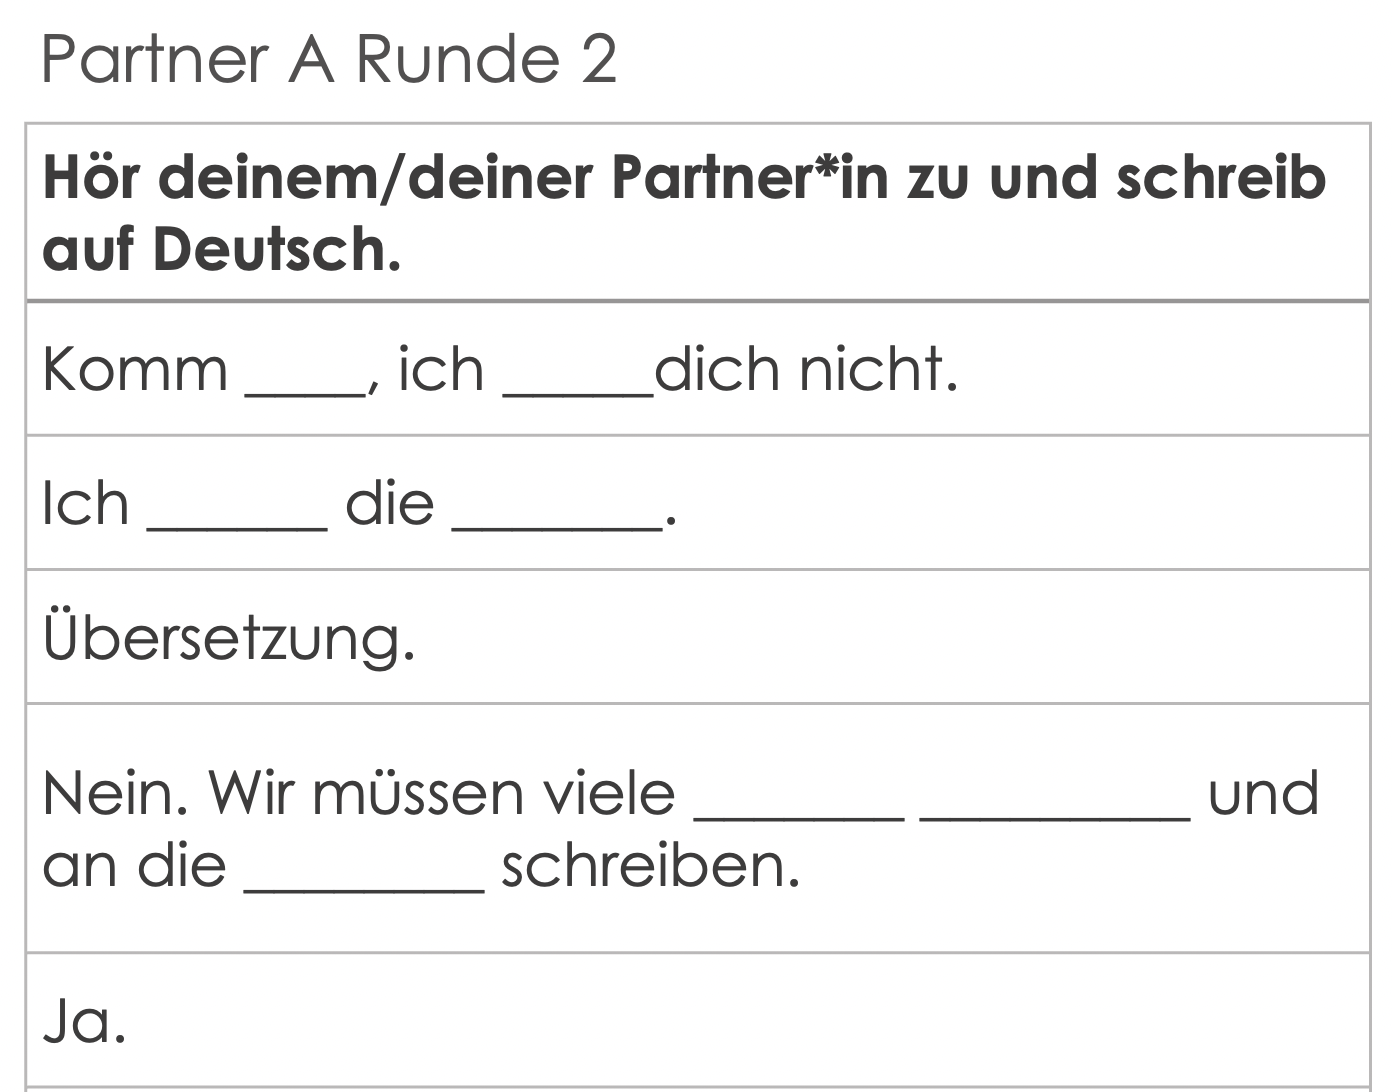 Partner A Runde 2
Hör deinem/deiner Partner*in zu und schreib
auf Deutsch.
Komm ____, ich _____dich nicht.
Ich ______ die _______.
Übersetzung.
Nein. Wir müssen viele _______ _________ und
an die ________ schreiben.
Ja.